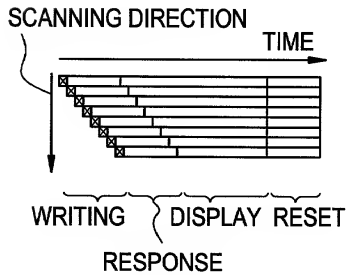 SCANNING DIRECTION
TIME
WRITING DISPLAY RESET
RESPONSE